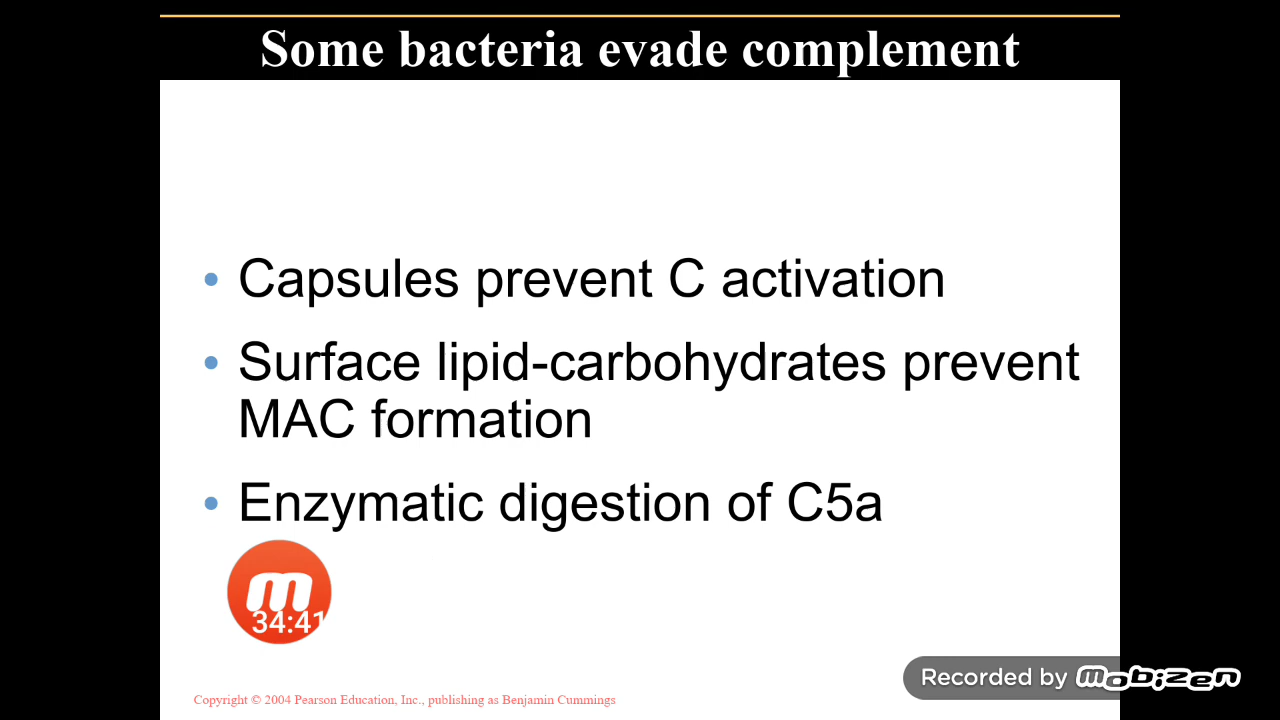 Some bacteria evade complement
• Capsules prevent C activation
• Surface lipid-carbohydrates prevent
MAC formation
• Enzymatic digestion of C5a
m
34:41
Recorded by mobizen
Copyright © 2004 Pearson Education, Inc., publishing as Benjamin Cummings